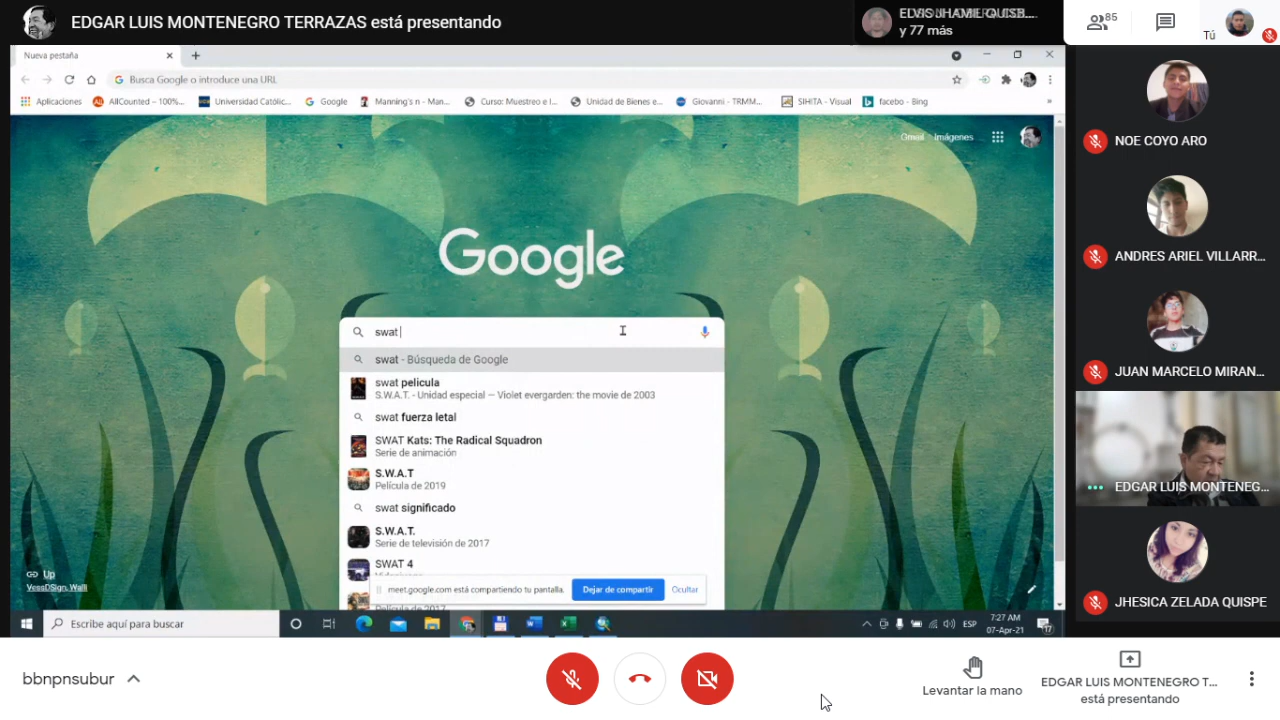 EDGAR LUIS MONTENEGRO TERRAZAS está presentando
y 77 más
85
Tú
Nueva pestaña
Busca Google o introduce una URL
Aplicaciones
AllCounted – 100%...
Universidad Católic...
Google
Manning's n - Man...
Curso: Muestreo e I...
Unidad de Bienes e...
Giovanni - TRMM...
SIHITA - Visual
facebo - Bing
»
Gmail Imágenes
Google
swat
swat - Búsqueda de Google
swat pelicula
S.W.A.T. - Unidad especial — Violet evergarden: the movie de 2003
swat fuerza letal
SWAT Kats: The Radical Squadron
Serie de animación
S.W.A.T
Película de 2019
swat significado
S.W.A.T.
Serie de televisión de 2017
SWAT 4
meet.google.com está compartiendo tu pantalla.
Dejar de compartir
Ocultar
Película de 2017
Up
VessDSign, Walli
Escribe aquí para buscar
ESP
7:27 AM
07-Apr-21
17
NOE COYO ARO
ANDRES ARIEL VILLARR...
JUAN MARCELO MIRAN...
EDGAR LUIS MONTENEG...
JHESICA ZELADA QUISPE
bbnpnsubur
Levantar la mano
EDGAR LUIS MONTENEGRO T...
está presentando